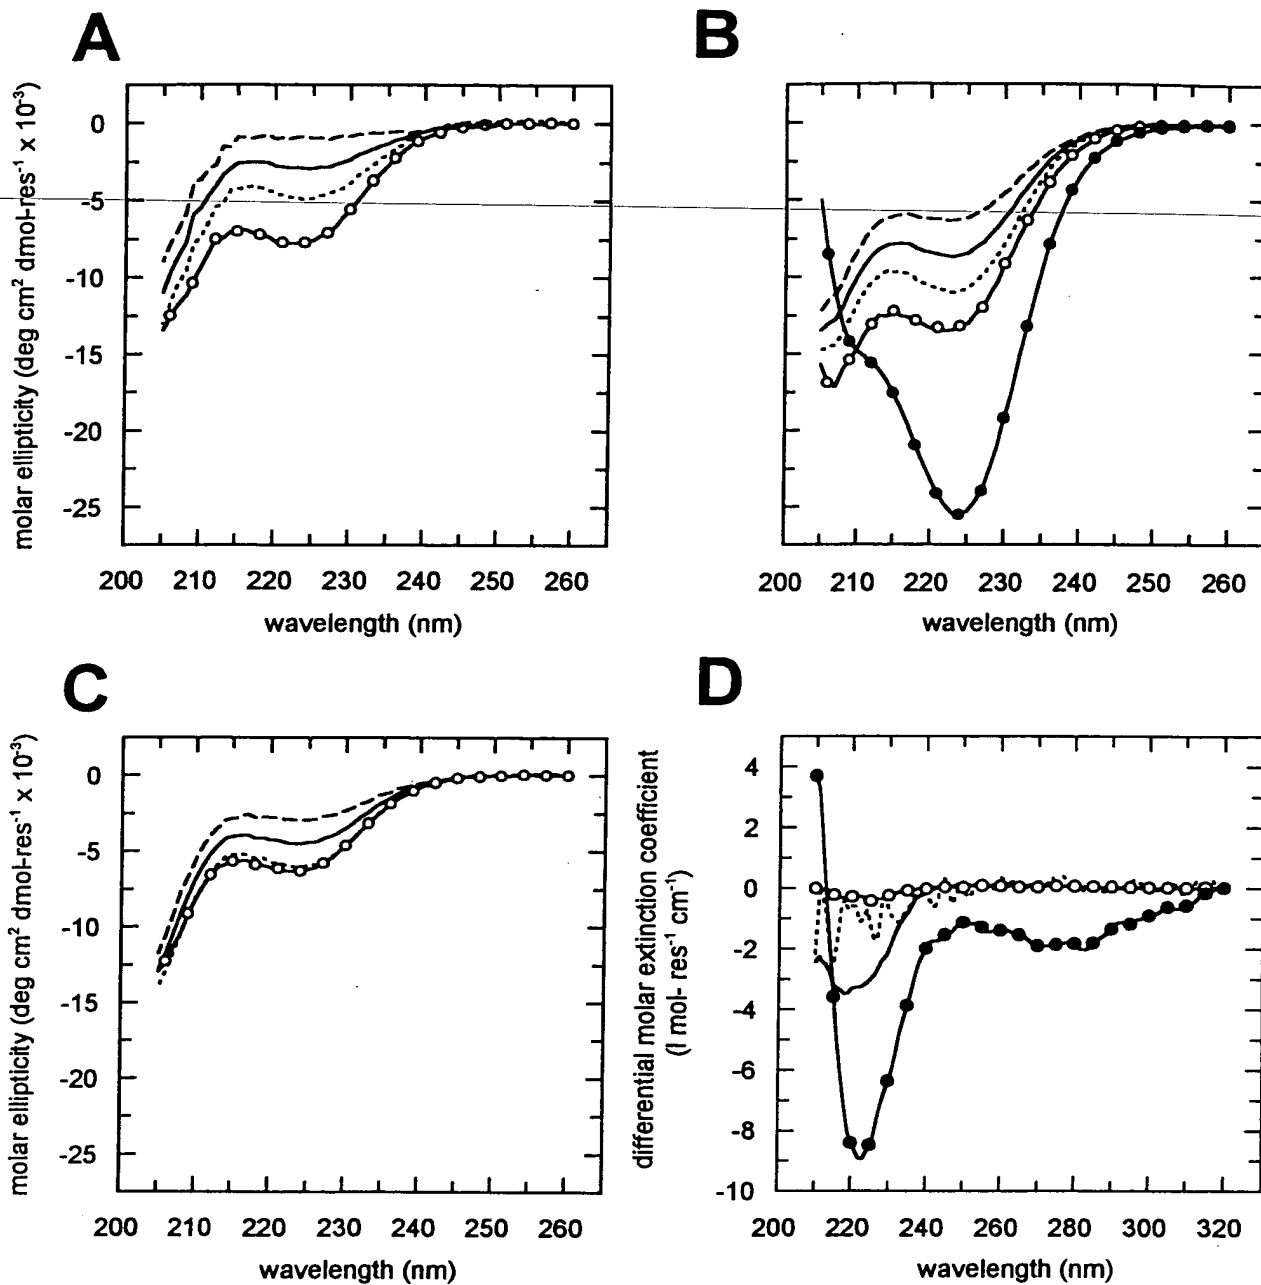 A
B
molar ellipticity (deg cm² dmol-res⁻¹ x 10⁻³)
0
-5
-10
-15
-20
-25
200 210 220 230 240 250 260
wavelength (nm)
200 210 220 230 240 250 260
wavelength (nm)
C
D
molar ellipticity (deg cm² dmol-res⁻¹ x 10⁻³)
0
-5
-10
-15
-20
-25
200 210 220 230 240 250 260
wavelength (nm)
differential molar extinction coefficient
(l mol- res⁻¹ cm⁻¹)
4
2
0
-2
-4
-6
-8
-10
200 220 240 260 280 300 320
wavelength (nm)